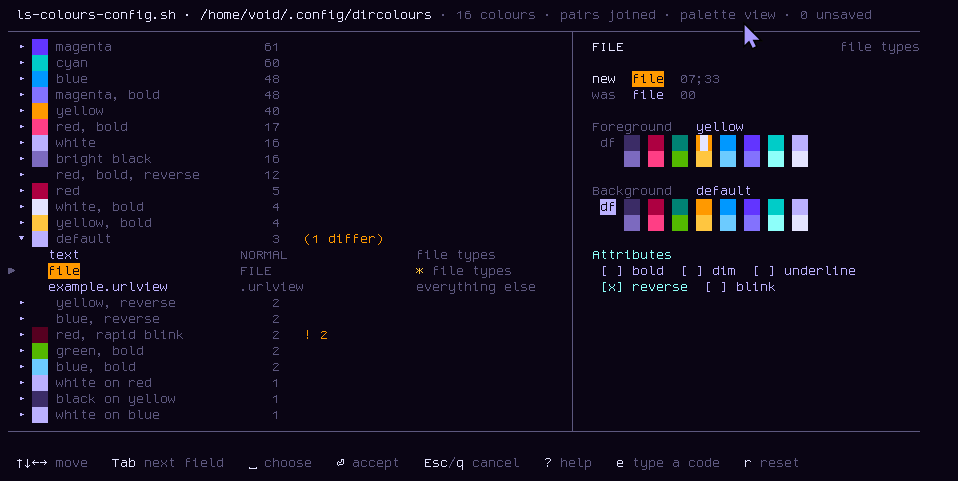 ls-colours-config.sh · /home/void/.config/dircolours · 16 colours · pairs joined · palette view · 0 unsaved
▸ magenta 61
▸ cyan 60
▸ blue 48
▸ magenta, bold 48
▸ yellow 40
▸ red, bold 17
▸ white 16
▸ bright black 16
▸ red, bold, reverse 12
▸ red 5
▸ white, bold 4
▸ yellow, bold 4
▾ default 3 (1 differ)
text NORMAL file types
▶ file FILE * file types
example.urlview .urlview everything else
▸ yellow, reverse 2
▸ blue, reverse 2
▸ red, rapid blink 2 ! 2
▸ green, bold 2
▸ blue, bold 2
▸ white on red 1
▸ black on yellow 1
▸ white on blue 1
FILE file types
new file 07;33
was file 00
Foreground yellow
df
Background default
df
Attributes
[ ] bold [ ] dim [ ] underline
[x] reverse [ ] blink
↑↓←→ move Tab next field ␣ choose ⏎ accept Esc/q cancel ? help e type a code r reset